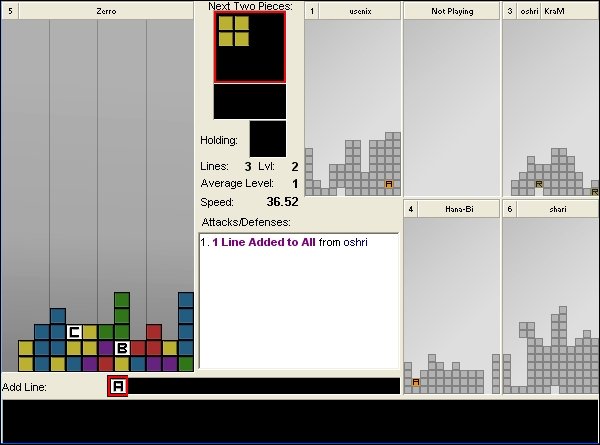 5 Zerro
Next Two Pieces:
Holding:
Lines: 3 Lvl: 2
Average Level: 1
Speed: 36.52
Attacks/Defenses:
1. 1 Line Added to All from oshri
C
B
Add Line: A
1 usenix
A
Not Playing
3 oshri KraM
R
R
4 Hana-Bi
A
6 shari